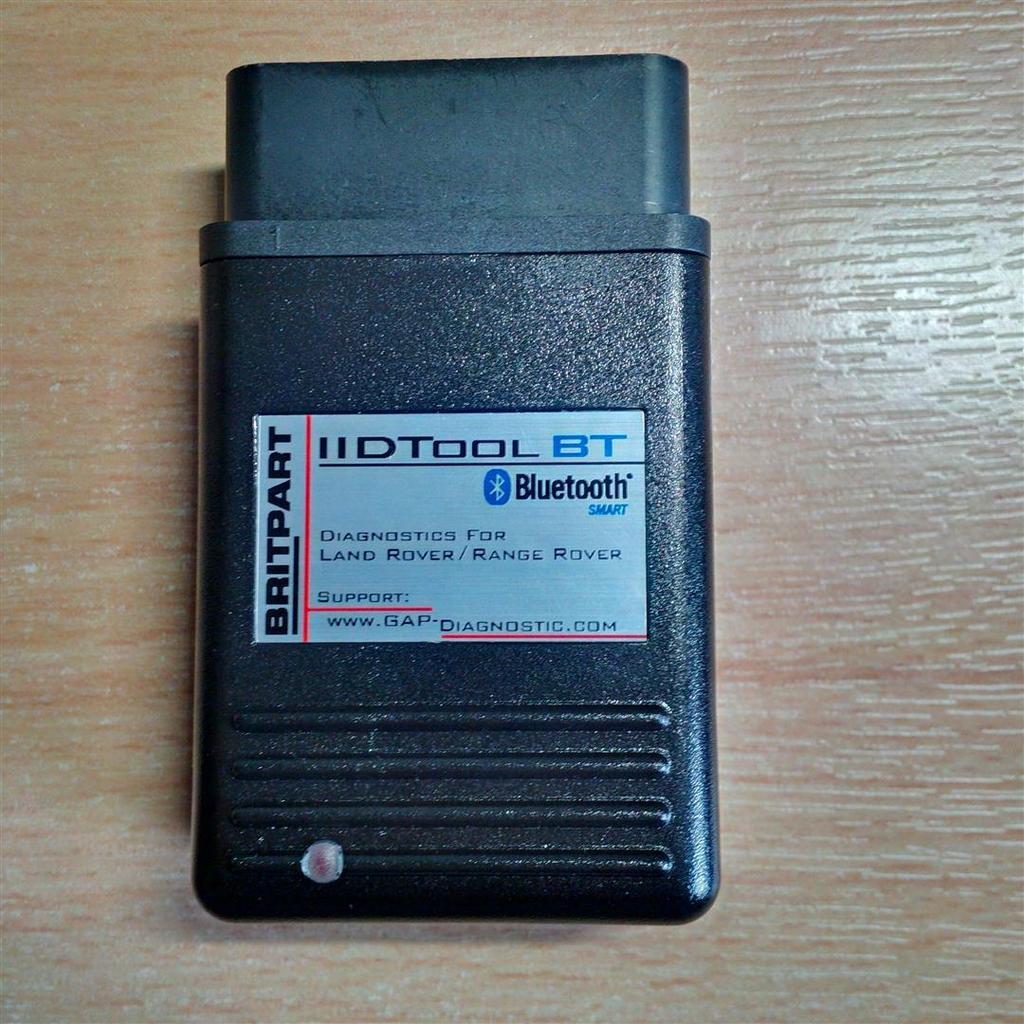 BRITPART
IIDTOOL BT
Bluetooth®
SMART
DIAGNOSTICS FOR
LAND ROVER/RANGE ROVER
SUPPORT:
WWW.GAP-DIAGNOSTIC.COM